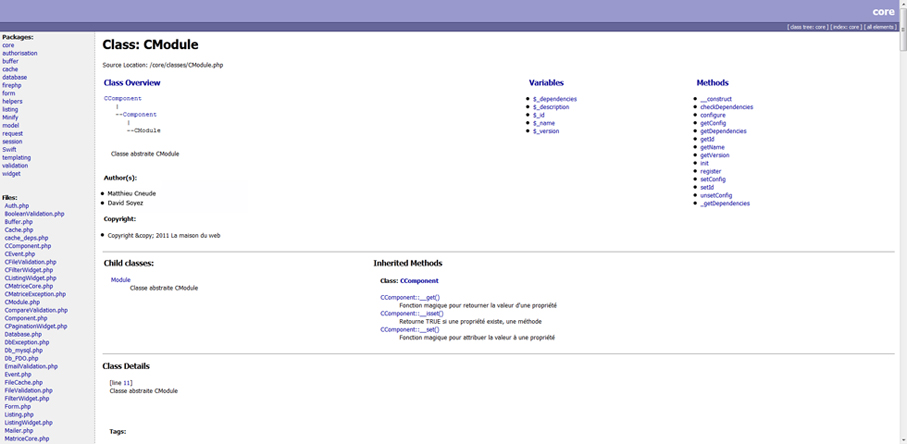 core
[ class tree: core ] [ index: core ] [ all elements ]
Packages:
core
authorisation
buffer
cache
database
firephp
form
helpers
listing
Minify
model
request
session
Swift
templating
validation
widget
Files:
Auth.php
BooleanValidation.php
Buffer.php
Cache.php
cache_deps.php
CComponent.php
CEvent.php
CFileValidation.php
CFilterWidget.php
CListingWidget.php
CMatriceCore.php
CMatriceException.php
CModule.php
CompareValidation.php
Component.php
CPaginationWidget.php
Database.php
DbException.php
Db_mysql.php
Db_PDO.php
EmailValidation.php
Event.php
FileCache.php
FileValidation.php
FilterWidget.php
Form.php
Listing.php
ListingWidget.php
Mailer.php
MatriceCore.php
Class: CModule
Source Location: /core/classes/CModule.php
Class Overview
CComponent
|
--Component
|
--CModule
Classe abstraite CModule
Author(s):
Matthieu Cneude
David Soyez
Copyright:
Copyright &copy; 2011 La maison du web
Variables
$_dependencies
$_description
$_id
$_name
$_version
Methods
__construct
checkDependencies
configure
getConfig
getDependencies
getId
getName
getVersion
init
register
setConfig
setId
unsetConfig
_getDependencies
Child classes:
Module
Classe abstraite CModule
Inherited Methods
Class: CComponent
CComponent::__get()
Fonction magique pour retourner la valeur d'une propriété
CComponent::__isset()
Retourne TRUE si une propriété existe, une méthode
CComponent::__set()
Fonction magique pour attribuer la valeur à une propriété
Class Details
[line 11]
Classe abstraite CModule
Tags: